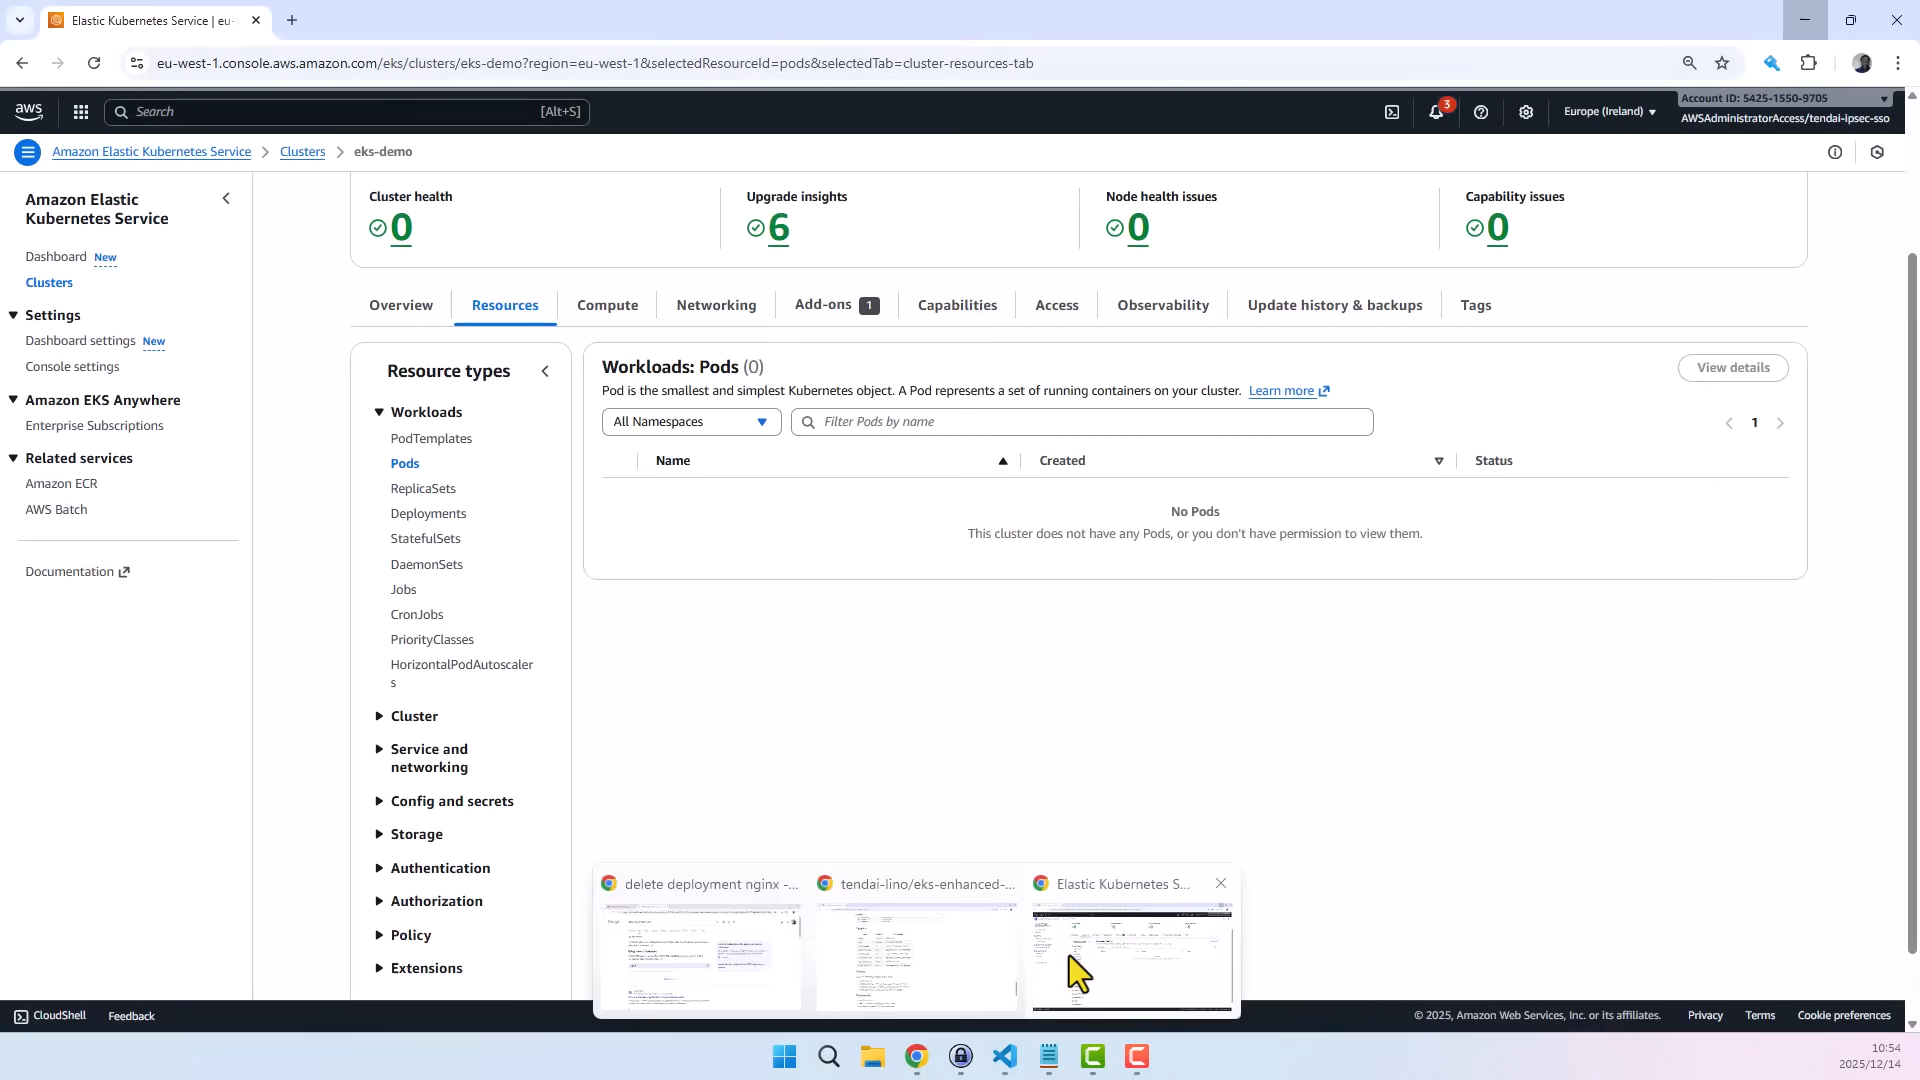 Elastic Kubernetes Service | eu-
eu-west-1.console.aws.amazon.com/eks/clusters/eks-demo?region=eu-west-1&selectedResourceId=pods&selectedTab=cluster-resources-tab
aws
Search
[Alt+S]
3
Europe (Ireland)
Account ID: 5425-1550-9705
AWSAdministratorAccess/tendai-ipsec-sso
Amazon Elastic Kubernetes Service
Clusters
eks-demo
Amazon Elastic
Kubernetes Service
Dashboard New
Clusters
Settings
Dashboard settings New
Console settings
Amazon EKS Anywhere
Enterprise Subscriptions
Related services
Amazon ECR
AWS Batch
Documentation
Cluster health
0
Upgrade insights
6
Node health issues
0
Capability issues
0
Overview
Resources
Compute
Networking
Add-ons 1
Capabilities
Access
Observability
Update history & backups
Tags
Resource types
Workloads
PodTemplates
Pods
ReplicaSets
Deployments
StatefulSets
DaemonSets
Jobs
CronJobs
PriorityClasses
HorizontalPodAutoscaler
s
Cluster
Service and
networking
Config and secrets
Storage
Authentication
Authorization
Policy
Extensions
Workloads: Pods (0)
View details
Pod is the smallest and simplest Kubernetes object. A Pod represents a set of running containers on your cluster. Learn more
All Namespaces
Filter Pods by name
1
Name
Created
Status
No Pods
This cluster does not have any Pods, or you don't have permission to view them.
delete deployment nginx -...
tendai-lino/eks-enhanced-...
Elastic Kubernetes S...
CloudShell
Feedback
© 2025, Amazon Web Services, Inc. or its affiliates.
Privacy
Terms
Cookie preferences
10:54
2025/12/14